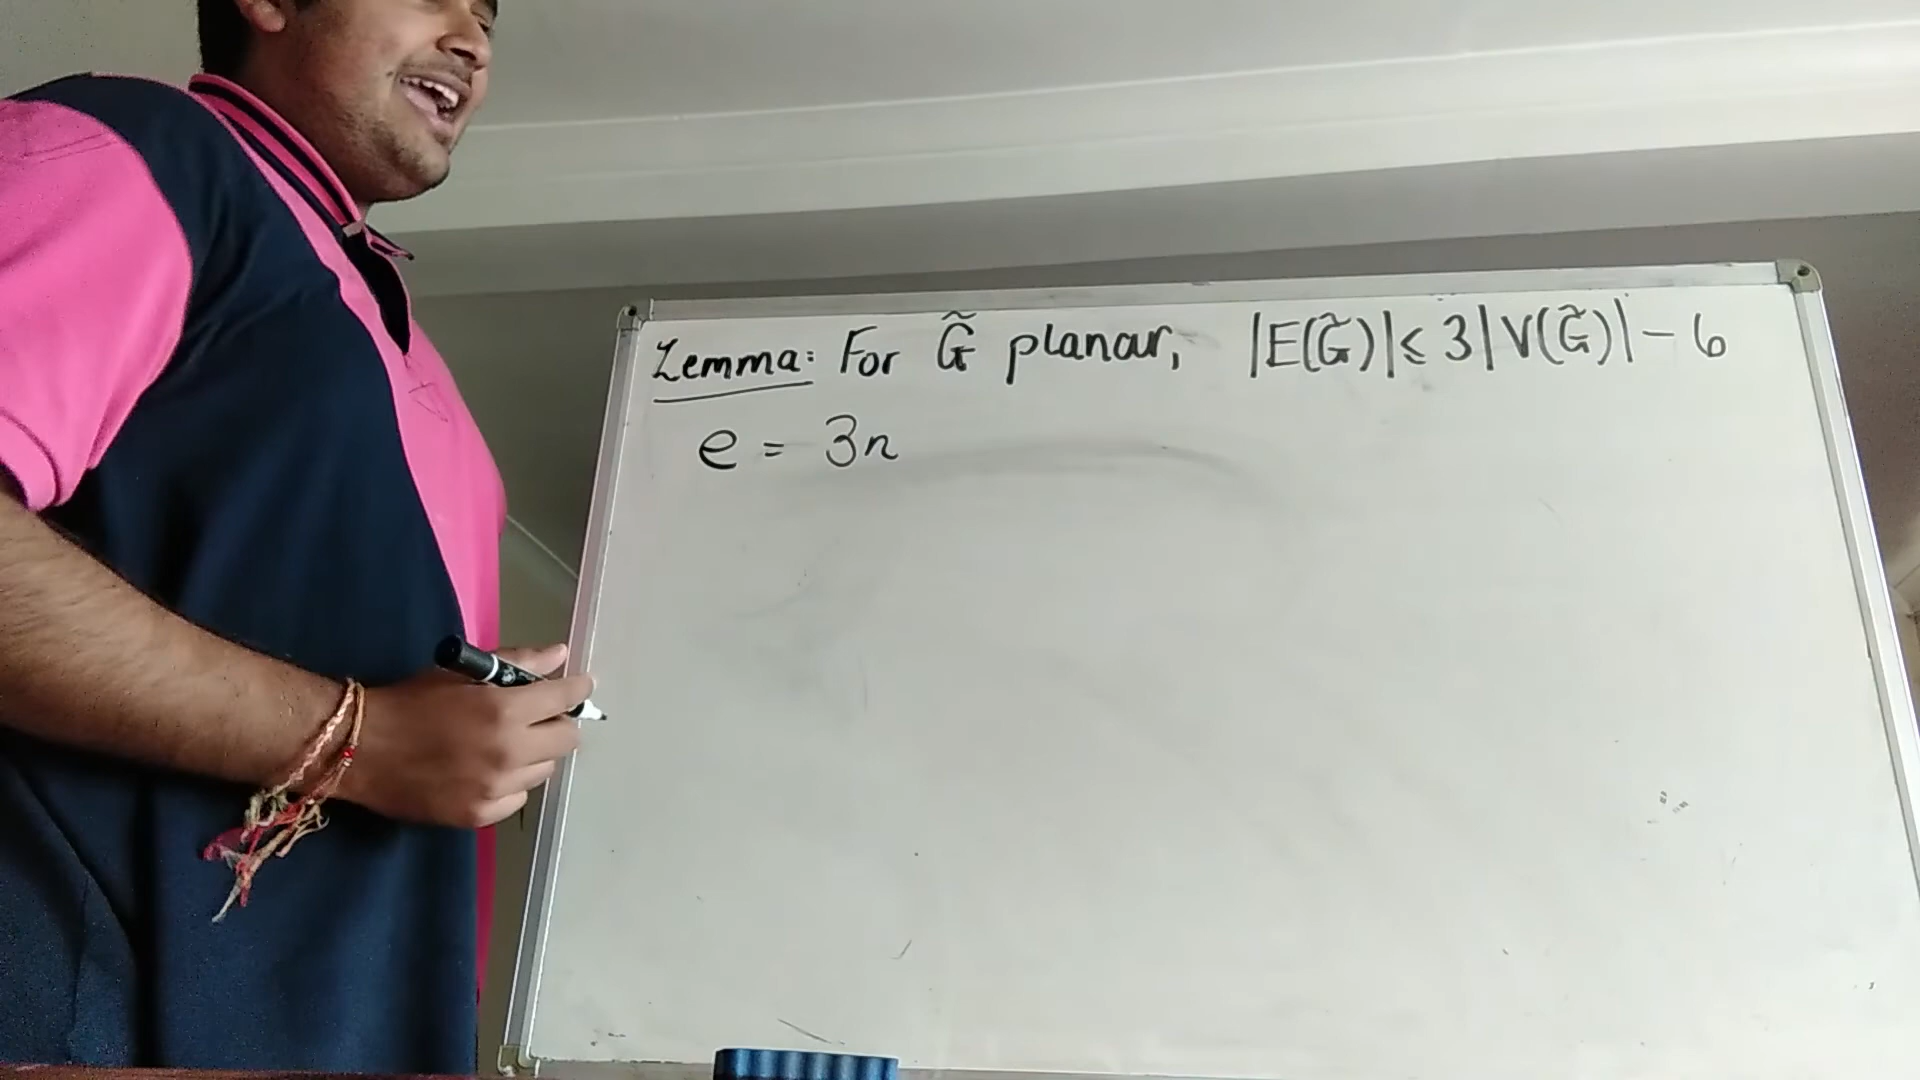 Lemma: For G̃ planar, |E(G̃)| ≤ 3|V(G̃)| - 6
e = 3n